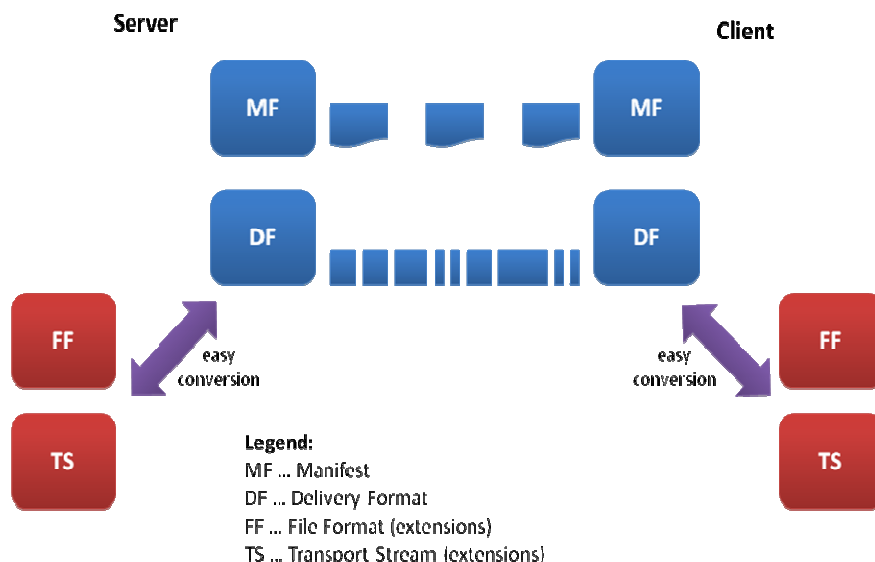 Server
Client
MF
MF
DF
DF
FF
easy
conversion
easy
conversion
FF
TS
TS
Legend:
MF ... Manifest
DF ... Delivery Format
FF ... File Format (extensions)
TS ... Transport Stream (extensions)